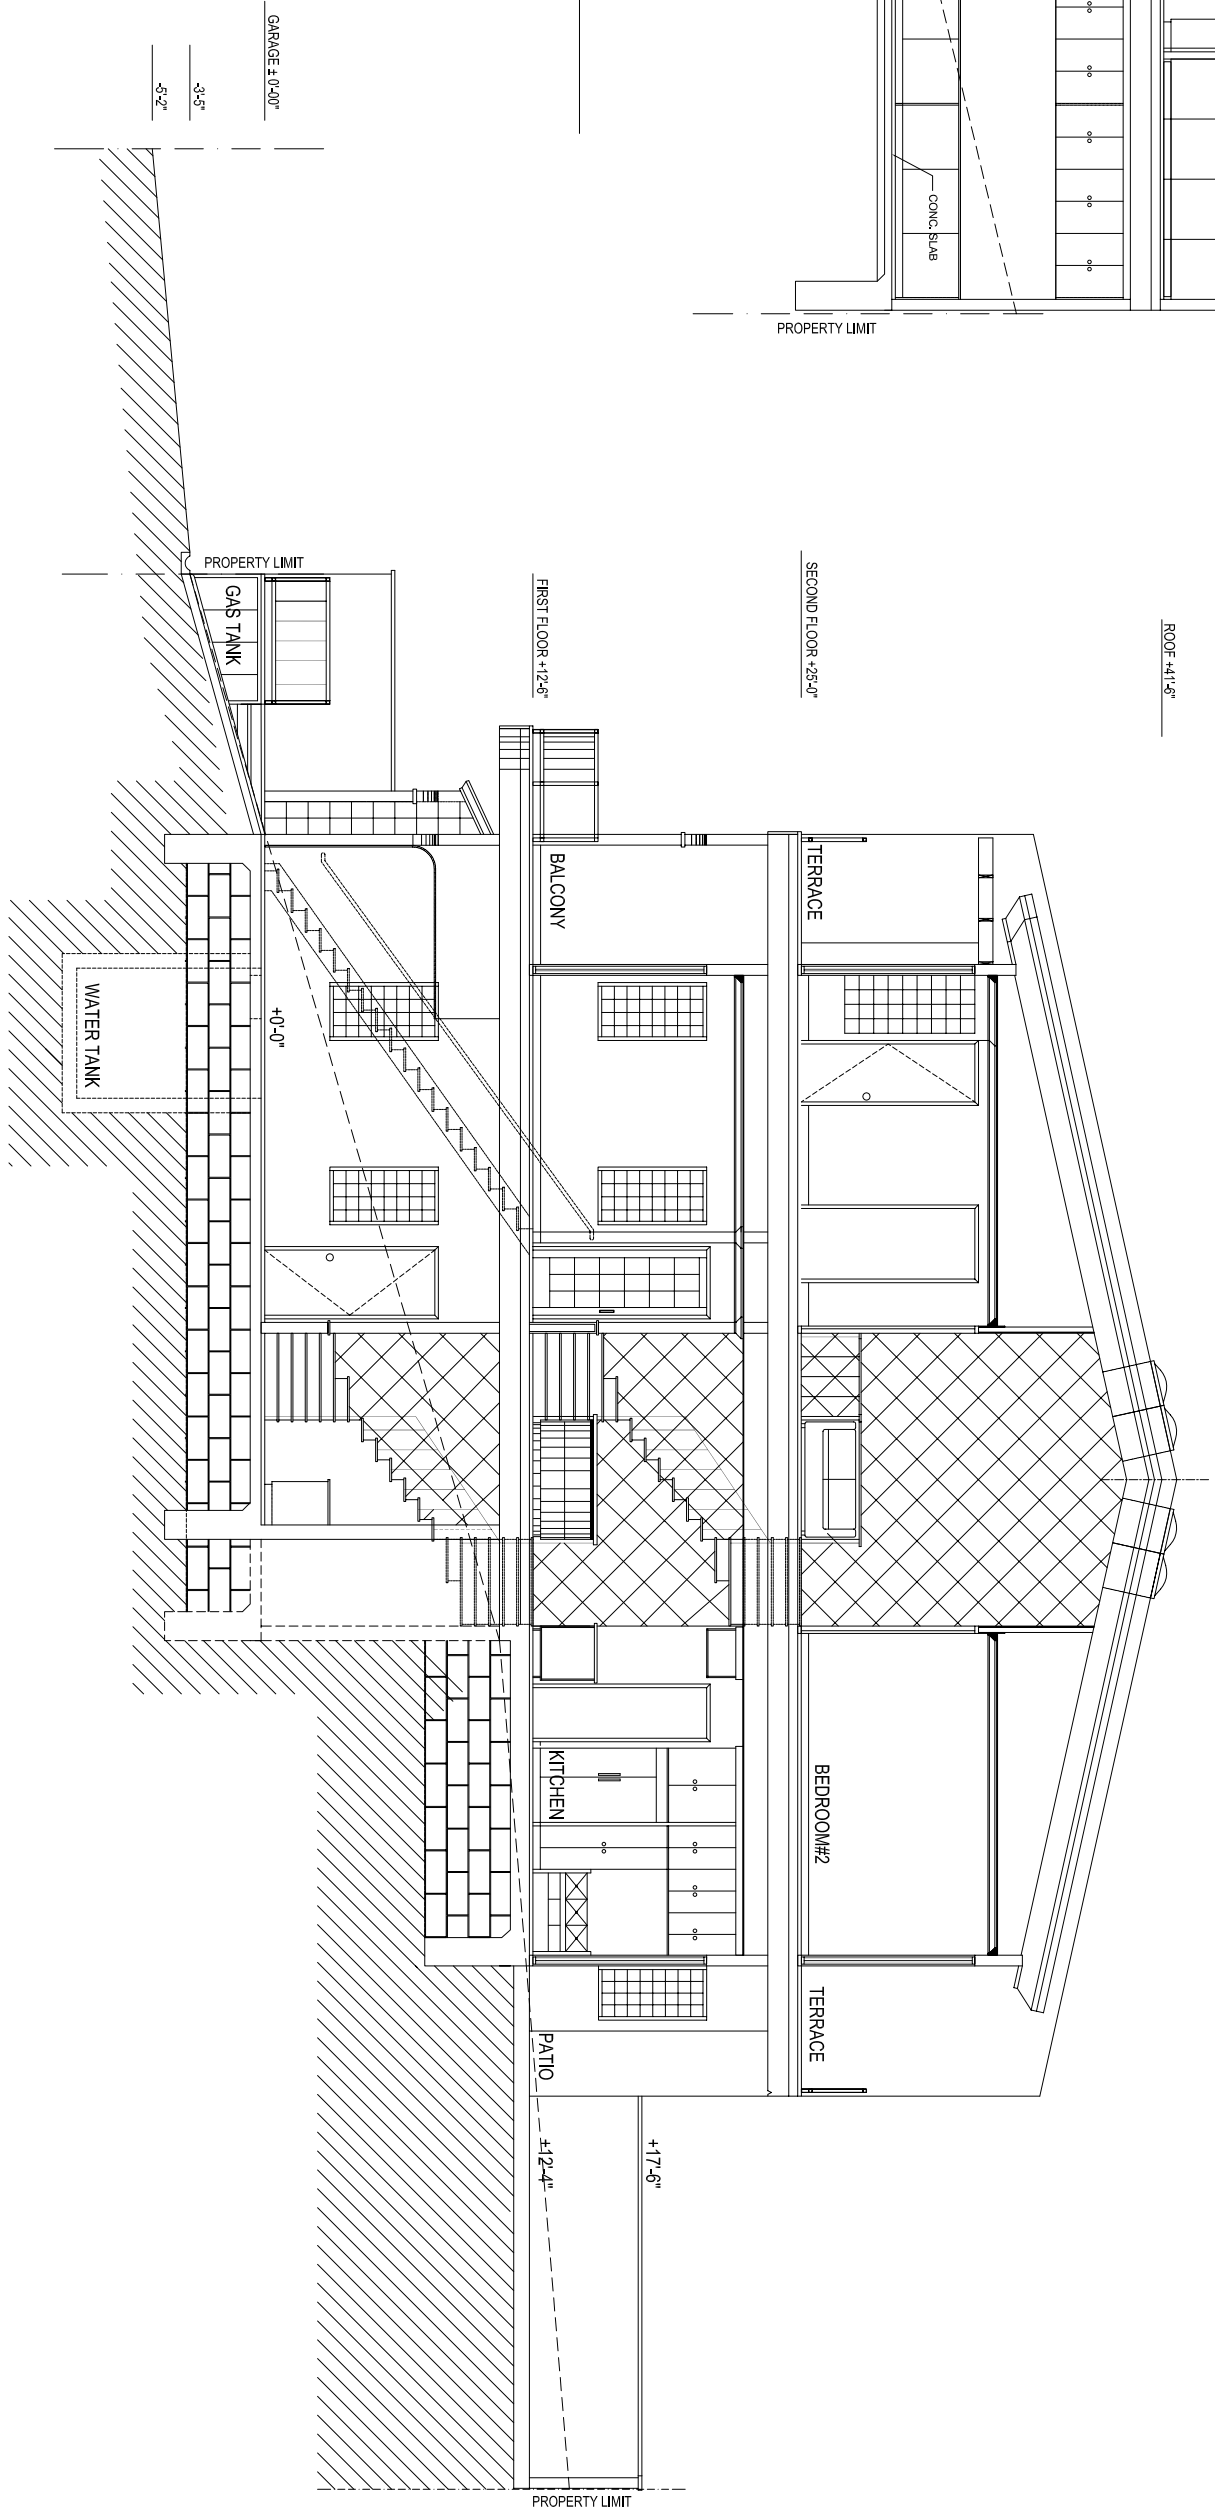 GARAGE ± 0'-00"
-3'-5"
-5'-2"
CONC. SLAB
PROPERTY LIMIT
ROOF +41'-6"
SECOND FLOOR +25'-0"
FIRST FLOOR +12'-6"
PROPERTY LIMIT
GAS TANK
TERRACE
BALCONY
+0'-0"
WATER TANK
BEDROOM#2
KITCHEN
TERRACE
PATIO
+17'-6"
+12'-4"
PROPERTY LIMIT